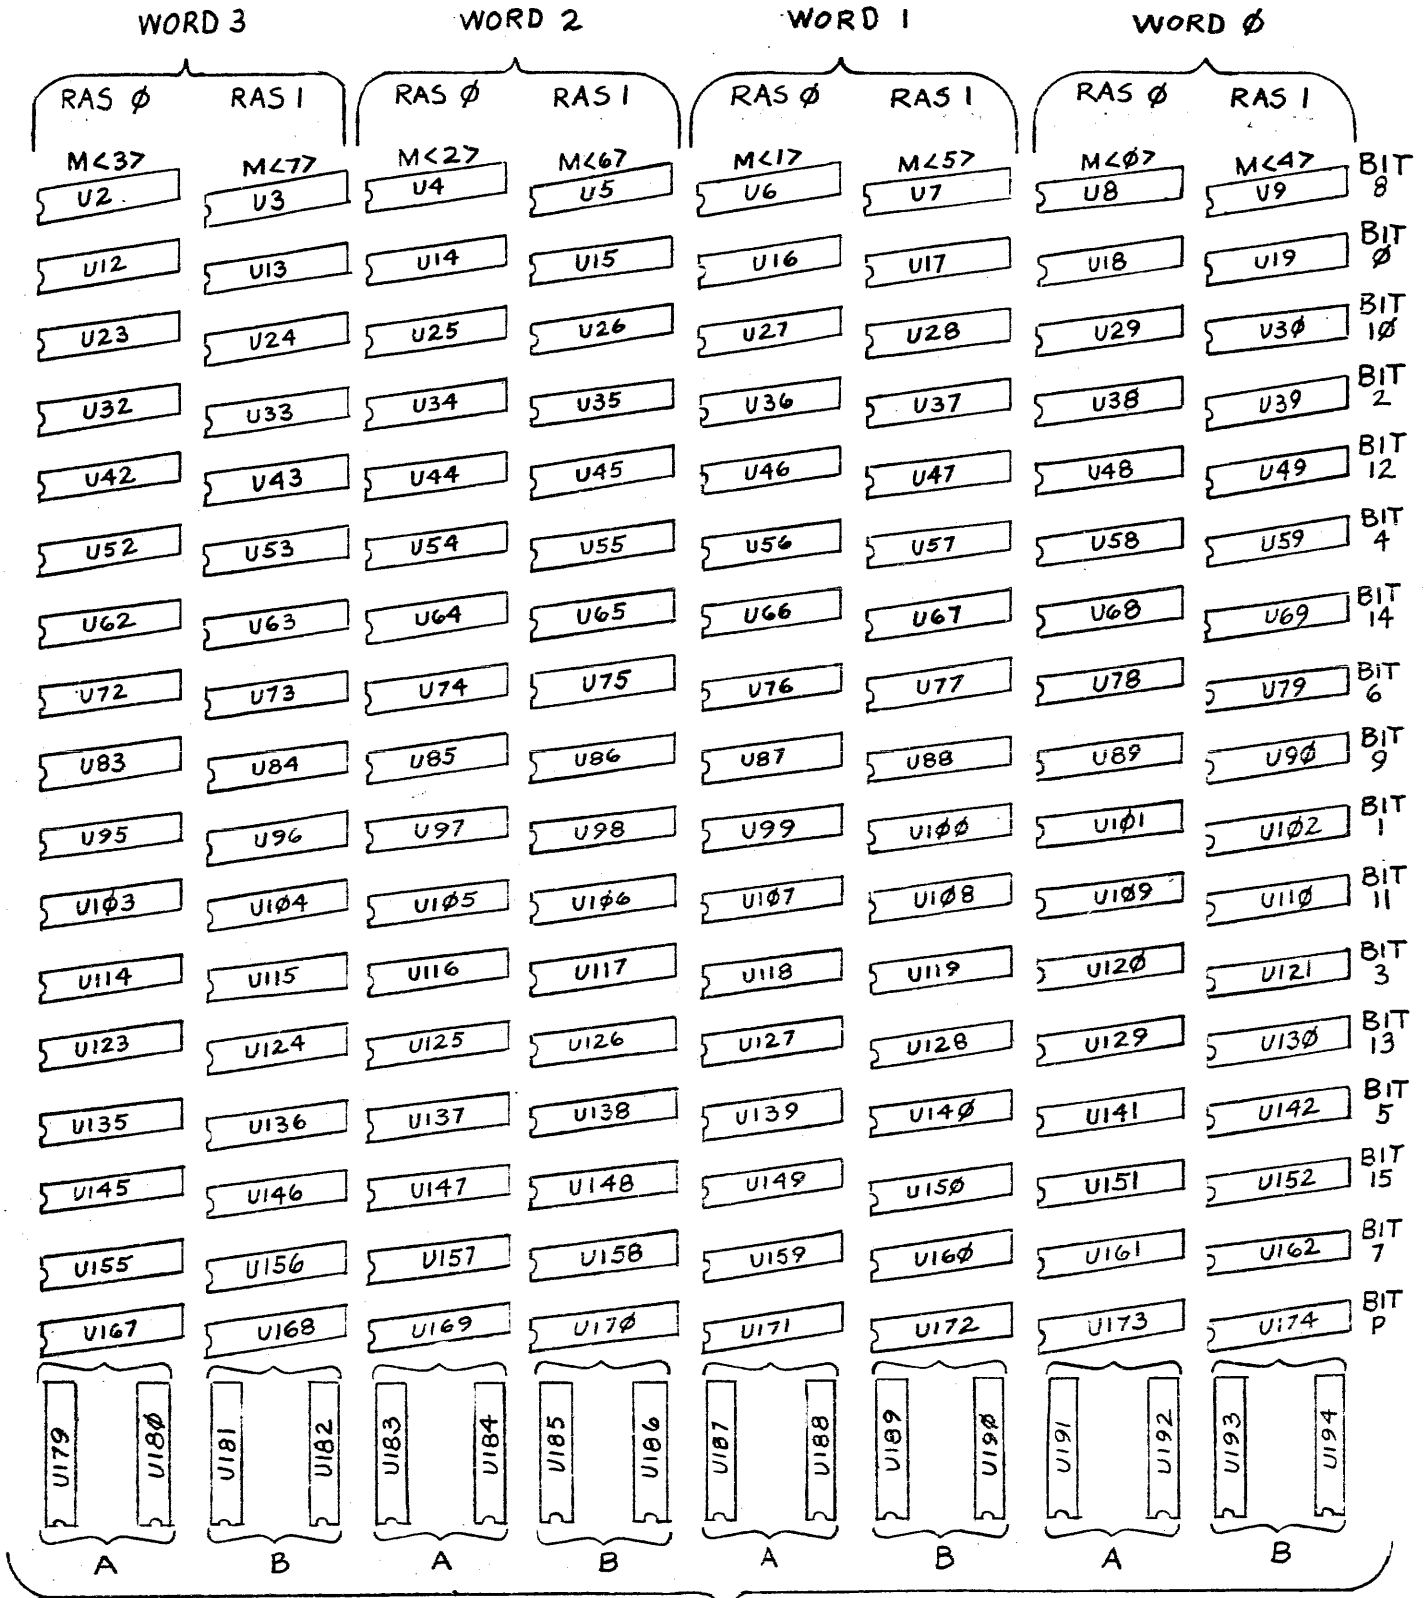 WORD 3 WORD 2 WORD 1 WORD Ø
RAS Ø RAS 1 RAS Ø RAS 1 RAS Ø RAS 1 RAS Ø RAS 1
M<3> M<7> M<2> M<6> M<1> M<5> M<Ø> M<4> BIT
U2 U3 U4 U5 U6 U7 U8 U9 8
BIT
U12 U13 U14 U15 U16 U17 U18 U19 Ø
BIT
U23 U24 U25 U26 U27 U28 U29 U3Ø 1Ø
BIT
U32 U33 U34 U35 U36 U37 U38 U39 2
BIT
U42 U43 U44 U45 U46 U47 U48 U49 12
BIT
U52 U53 U54 U55 U56 U57 U58 U59 4
BIT
U62 U63 U64 U65 U66 U67 U68 U69 14
BIT
U72 U73 U74 U75 U76 U77 U78 U79 6
BIT
U83 U84 U85 U86 U87 U88 U89 U9Ø 9
BIT
U95 U96 U97 U98 U99 U1ØØ U1Ø1 U1Ø2 1
BIT
U1Ø3 U1Ø4 U1Ø5 U1Ø6 U1Ø7 U1Ø8 U1Ø9 U11Ø 11
BIT
U114 U115 U116 U117 U118 U119 U12Ø U121 3
BIT
U123 U124 U125 U126 U127 U128 U129 U13Ø 13
BIT
U135 U136 U137 U138 U139 U14Ø U141 U142 5
BIT
U145 U146 U147 U148 U149 U15Ø U151 U152 15
BIT
U155 U156 U157 U158 U159 U16Ø U161 U162 7
BIT
U167 U168 U169 U17Ø U171 U172 U173 U174 P
U179 U18Ø U181 U182 U183 U184 U185 U186 U187 U188 U189 U19Ø U191 U192 U193 U194
A B A B A B A B